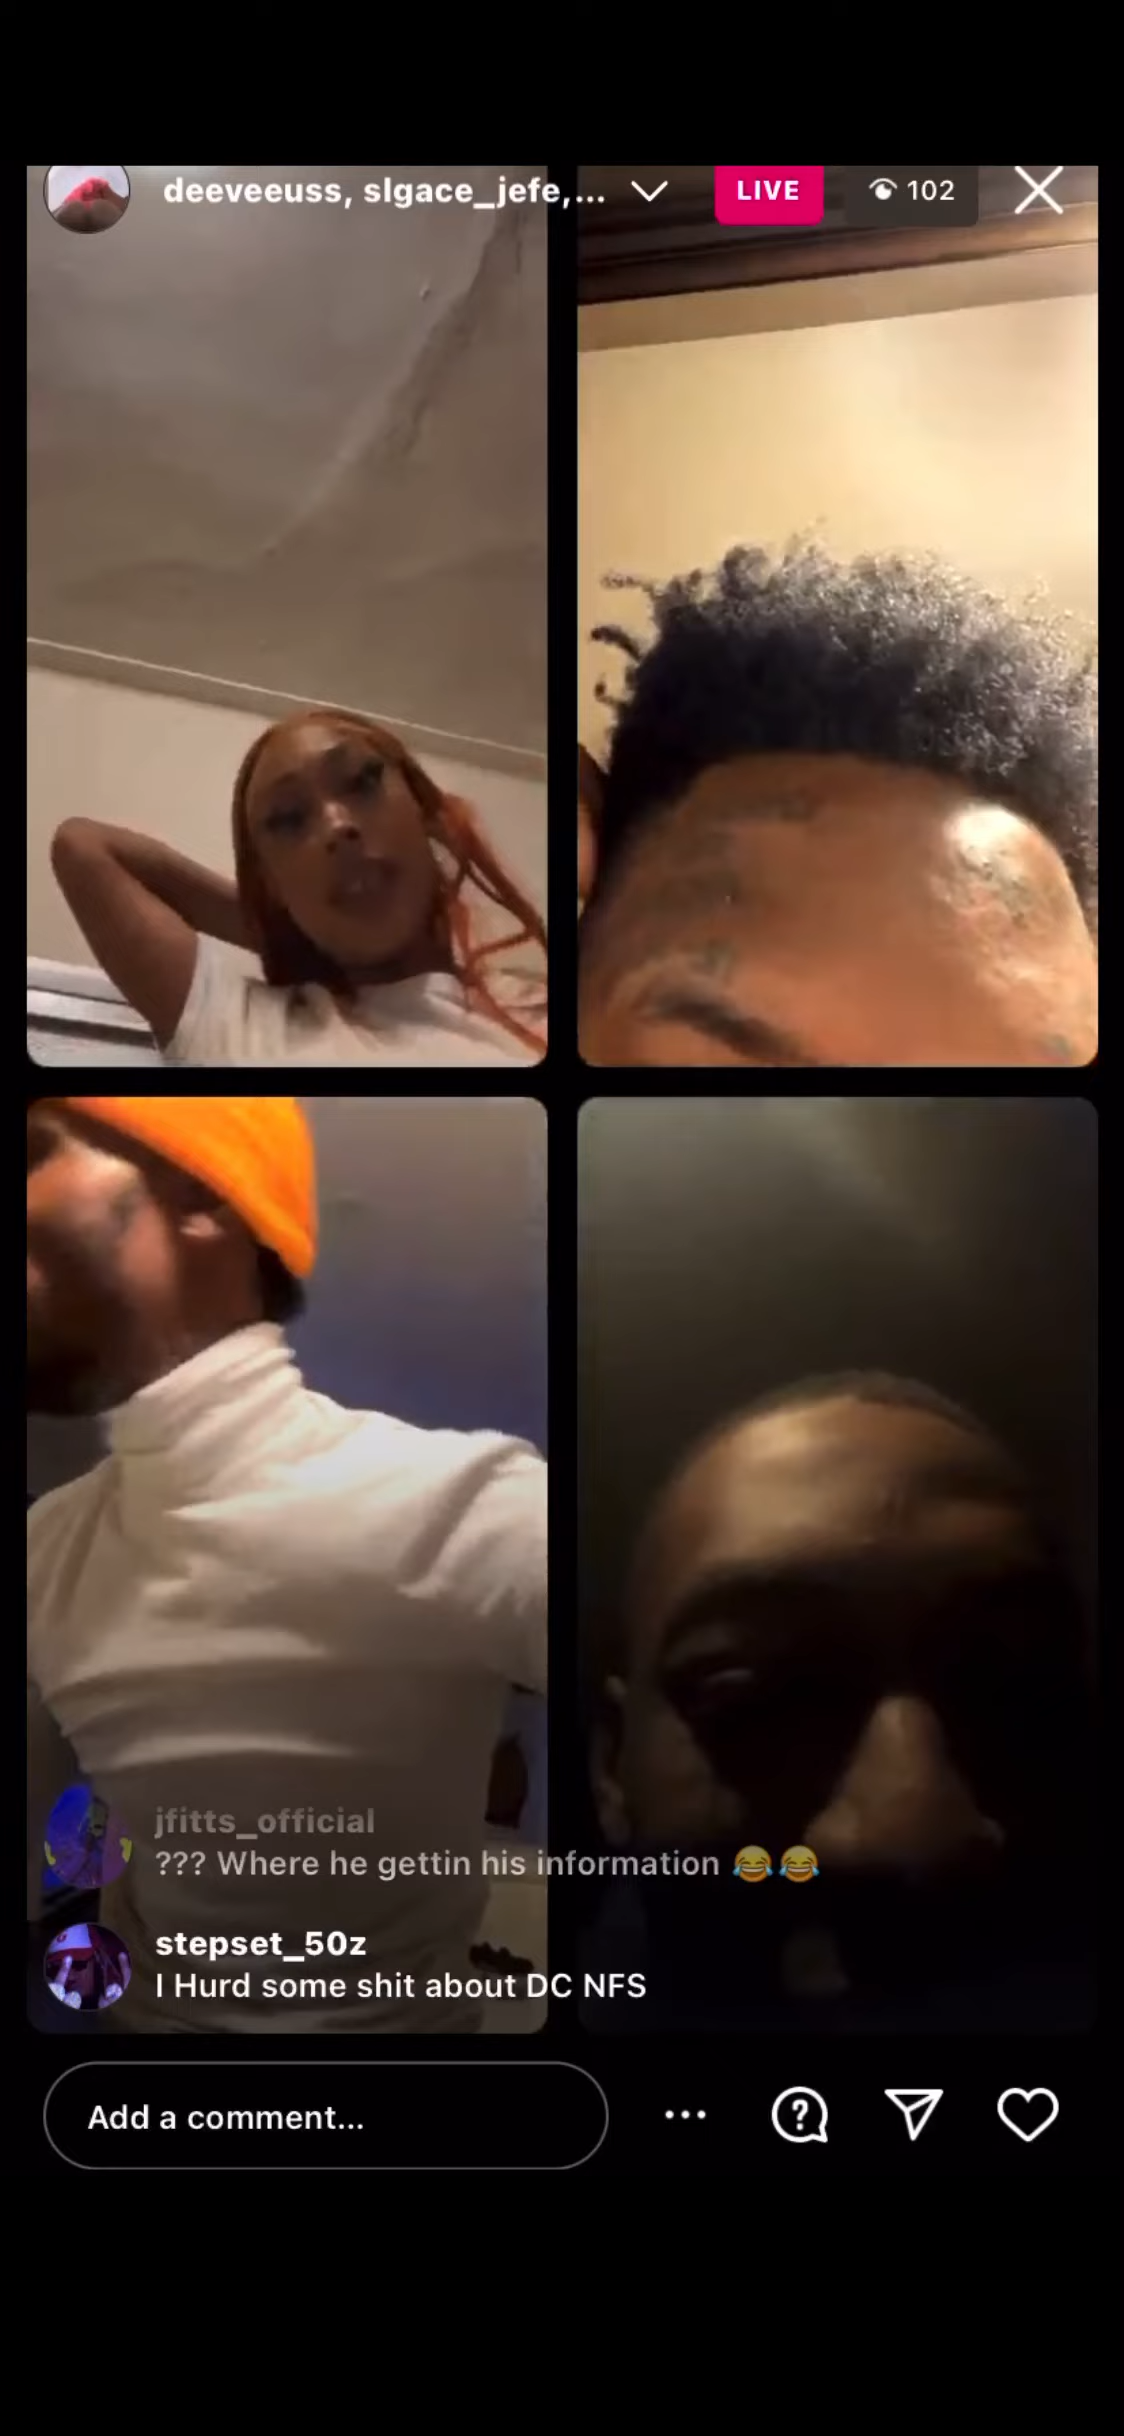 deeveeuss, slgace_jefe,...
LIVE
102
jfitts_official
??? Where he gettin his information 😂😂
stepset_50z
I Hurd some shit about DC NFS
Add a comment...